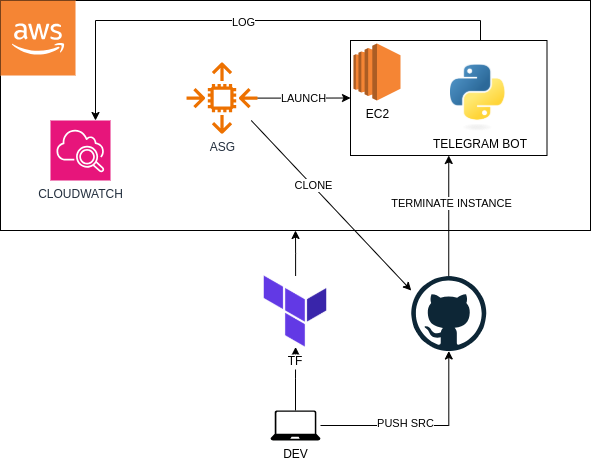 aws
LOG
LAUNCH
EC2
ASG
TELEGRAM BOT
CLOUDWATCH
CLONE
TERMINATE INSTANCE
TF
PUSH SRC
DEV